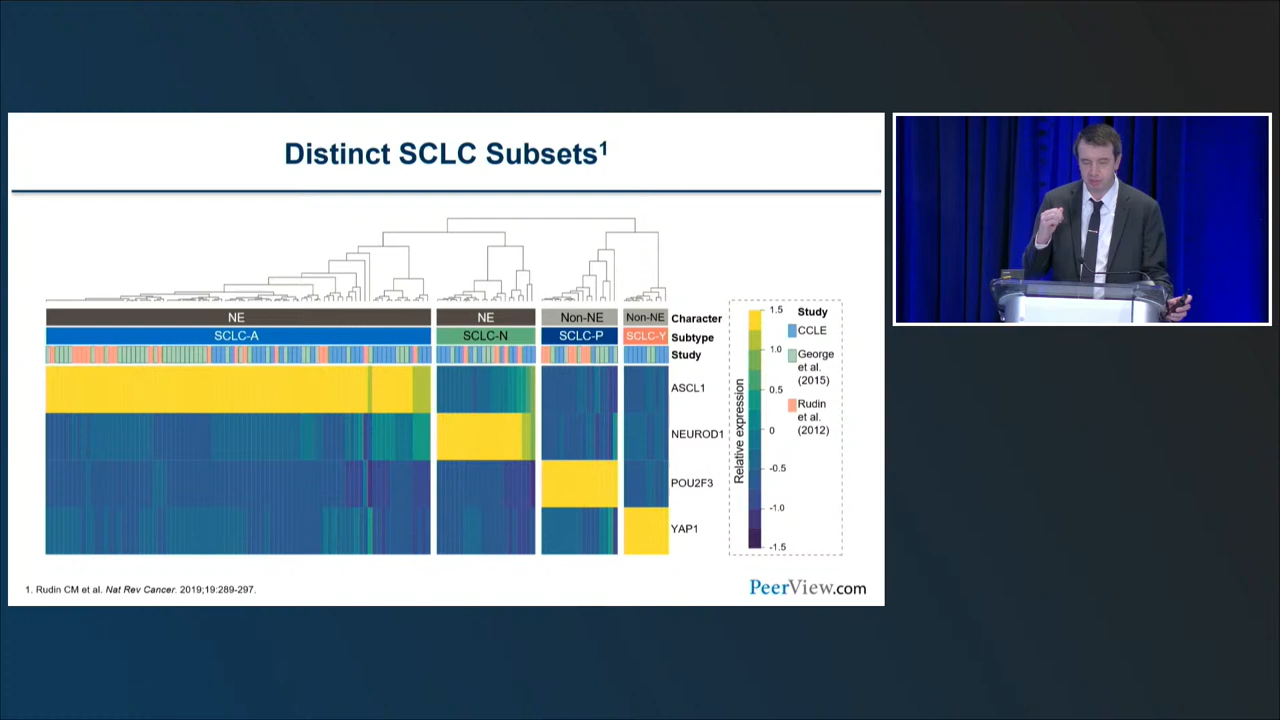 Distinct SCLC Subsets1
NE
NE
Non-NE
Non-NE
Character
SCLC-A
SCLC-N
SCLC-P
SCLC-Y
Subtype
Study
ASCL1
NEUROD1
POU2F3
YAP1
Relative expression
1.5
1.0
0.5
0
-0.5
-1.0
-1.5
Study
CCLE
George
et al.
(2015)
Rudin
et al.
(2012)
1. Rudin CM et al. Nat Rev Cancer. 2019;19:289-297.
PeerView.com